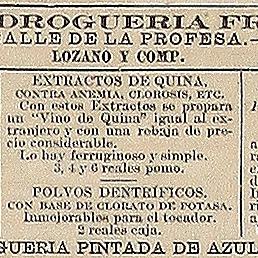 DROGUERIA FR
CALLE DE LA PROFESA.—
LOZANO Y COMP.
EXTRACTOS DE QUINA,
CONTRA ANEMIA, CLOROSIS, ETC.
Con estos Extractos se prepara
un "Vino de Quina" igual al ex-
tranjero y con una rebaja de pre-
cio considerable.
Lo hay ferruginoso y simple.
3, 4 y 6 reales pomo.
POLVOS DENTRÍFICOS,
CON BASE DE CLORATO DE POTASA.
Inmejorables para el tocador.
2 reales caja.
GUERIA PINTADA DE AZUL